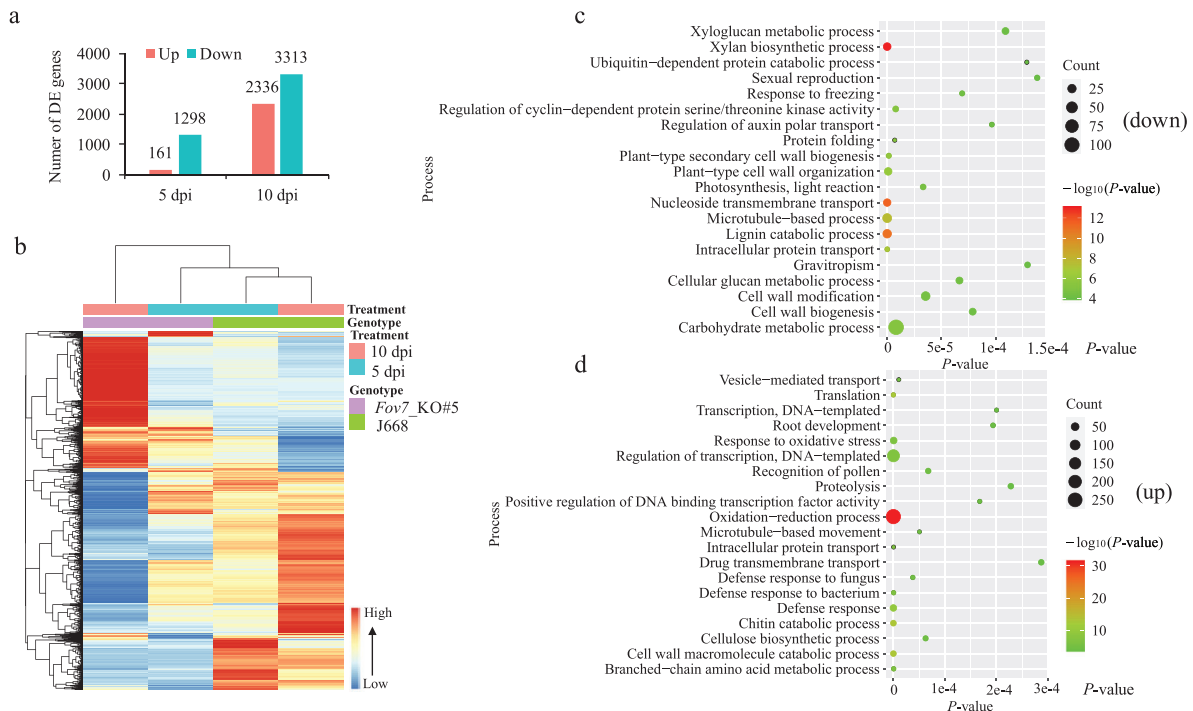 a
Numer of DE genes
4000
3000
2000
1000
0
Up
Down
161
1298
2336
3313
5 dpi
10 dpi
b
Treatment
Genotype
Treatment
10 dpi
5 dpi
Genotype
Fov7_KO#5
J668
High
Low
c
Process
Xyloglucan metabolic process
Xylan biosynthetic process
Ubiquitin−dependent protein catabolic process
Sexual reproduction
Response to freezing
Regulation of cyclin−dependent protein serine/threonine kinase activity
Regulation of auxin polar transport
Protein folding
Plant−type secondary cell wall biogenesis
Plant−type cell wall organization
Photosynthesis, light reaction
Nucleoside transmembrane transport
Microtubule−based process
Lignin catabolic process
Intracellular protein transport
Gravitropism
Cellular glucan metabolic process
Cell wall modification
Cell wall biogenesis
Carbohydrate metabolic process
0
5e-5
1e-4
1.5e-4
P-value
P-value
Count
25
50
75
100
(down)
−log10(P-value)
12
10
8
6
4
d
Process
Vesicle−mediated transport
Translation
Transcription, DNA−templated
Root development
Response to oxidative stress
Regulation of transcription, DNA−templated
Recognition of pollen
Proteolysis
Positive regulation of DNA binding transcription factor activity
Oxidation−reduction process
Microtubule−based movement
Intracellular protein transport
Drug transmembrane transport
Defense response to fungus
Defense response to bacterium
Defense response
Chitin catabolic process
Cellulose biosynthetic process
Cell wall macromolecule catabolic process
Branched−chain amino acid metabolic process
0
1e-4
2e-4
3e-4
P-value
P-value
Count
50
100
150
200
250
(up)
−log10(P-value)
30
20
10